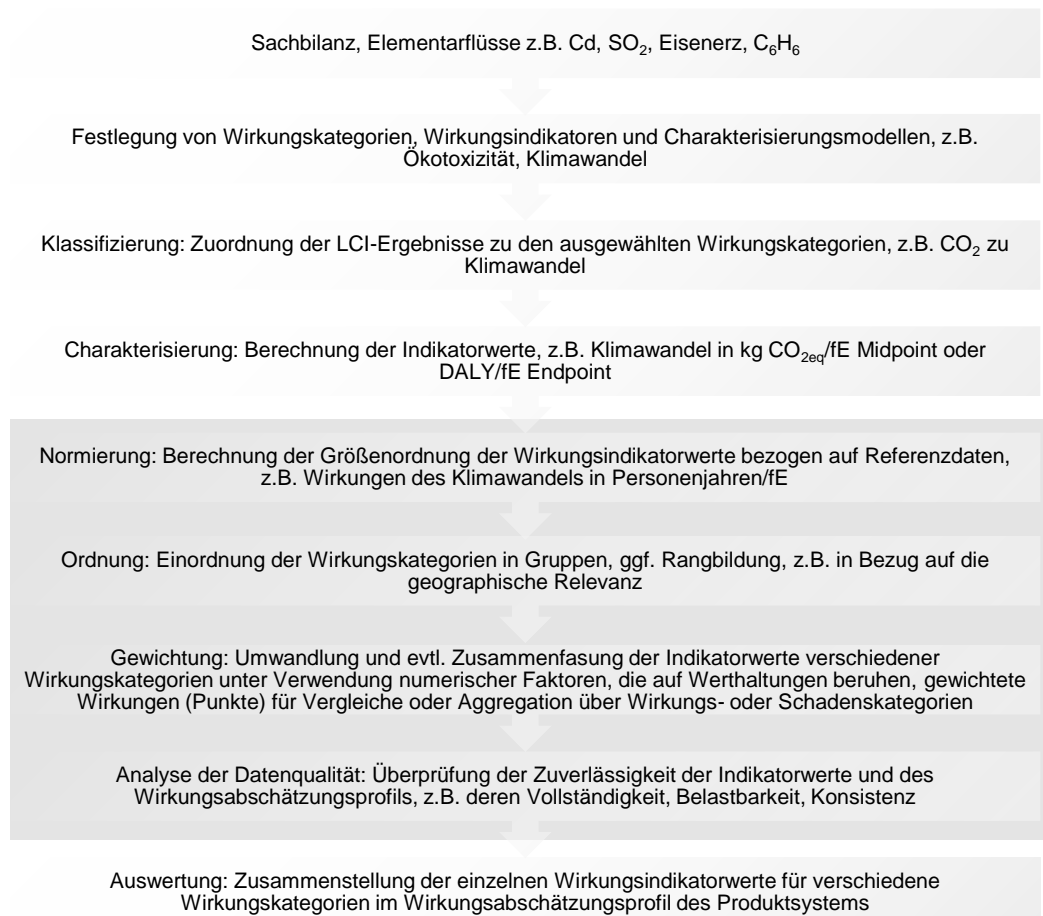 Sachbilanz, Elementarflüsse z.B. Cd, SO₂, Eisenerz, C₆H₆
Festlegung von Wirkungskategorien, Wirkungsindikatoren und Charakterisierungsmodellen, z.B.
Ökotoxizität, Klimawandel
Klassifizierung: Zuordnung der LCI-Ergebnisse zu den ausgewählten Wirkungskategorien, z.B. CO₂ zu
Klimawandel
Charakterisierung: Berechnung der Indikatorwerte, z.B. Klimawandel in kg CO₂eq/fE Midpoint oder
DALY/fE Endpoint
Normierung: Berechnung der Größenordnung der Wirkungsindikatorwerte bezogen auf Referenzdaten,
z.B. Wirkungen des Klimawandels in Personenjahren/fE
Ordnung: Einordnung der Wirkungskategorien in Gruppen, ggf. Rangbildung, z.B. in Bezug auf die
geographische Relevanz
Gewichtung: Umwandlung und evtl. Zusammenfasung der Indikatorwerte verschiedener
Wirkungskategorien unter Verwendung numerischer Faktoren, die auf Werthaltungen beruhen, gewichtete
Wirkungen (Punkte) für Vergleiche oder Aggregation über Wirkungs- oder Schadenskategorien
Analyse der Datenqualität: Überprüfung der Zuverlässigkeit der Indikatorwerte und des
Wirkungsabschätzungsprofils, z.B. deren Vollständigkeit, Belastbarkeit, Konsistenz
Auswertung: Zusammenstellung der einzelnen Wirkungsindikatorwerte für verschiedene
Wirkungskategorien im Wirkungsabschätzungsprofil des Produktsystems